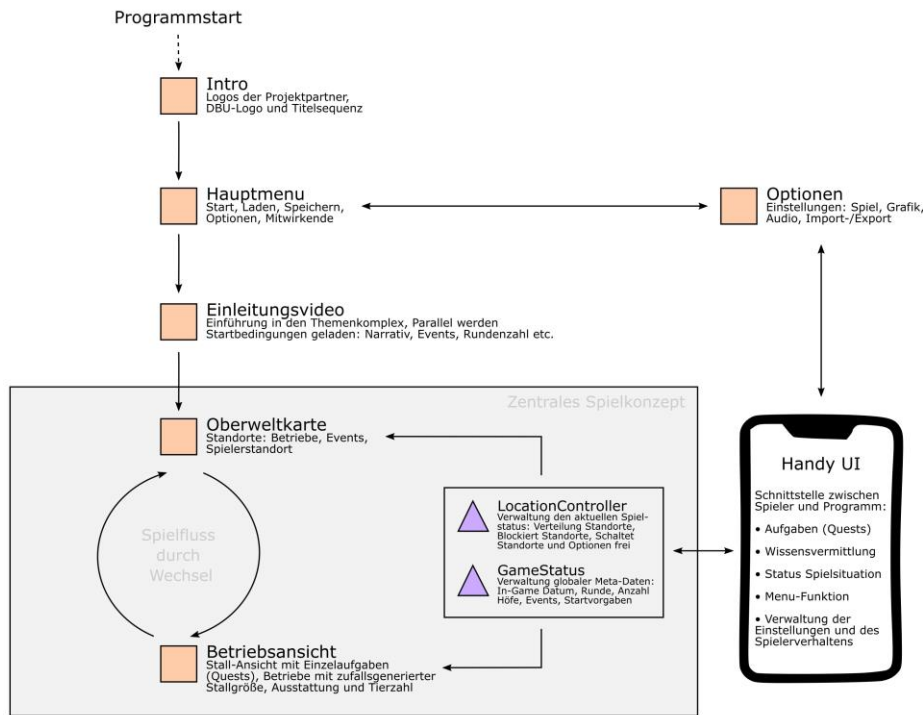 Programmstart
Intro
Logos der Projektpartner,
DBU-Logo und Titelsequenz
Hauptmenu
Start, Laden, Speichern,
Optionen, Mitwirkende
Optionen
Einstellungen: Spiel, Grafik,
Audio, Import-/Export
Einleitungsvideo
Einführung in den Themenkomplex, Parallel werden
Startbedingungen geladen: Narrativ, Events, Rundenzahl etc.
Zentrales Spielkonzept
Oberweltkarte
Standorte: Betriebe, Events,
Spielerstandort
Spielfluss
durch
Wechsel
LocationController
Verwaltung den aktuellen Spiel-
status: Verteilung Standorte,
Blockiert Standorte, Schaltet
Standorte und Optionen frei
GameStatus
Verwaltung globaler Meta-Daten:
In-Game Datum, Runde, Anzahl
Höfe, Events, Startvorgaben
Betriebsansicht
Stall-Ansicht mit Einzelaufgaben
(Quests), Betriebe mit zufallsgenerierter
Stallgröße, Ausstattung und Tierzahl
Handy UI
Schnittstelle zwischen
Spieler und Programm:
• Aufgaben (Quests)
• Wissensvermittlung
• Status Spielsituation
• Menu-Funktion
• Verwaltung der
Einstellungen und des
Spielerverhaltens